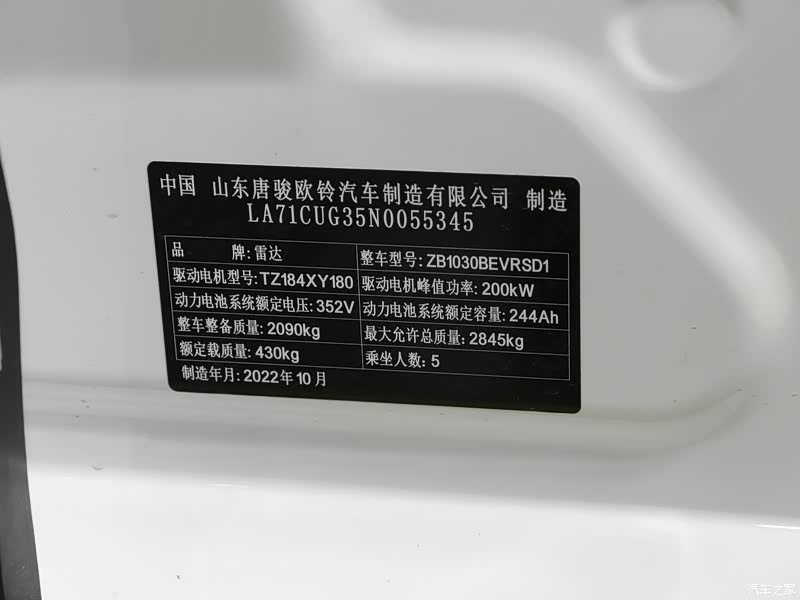 中国 山东唐骏欧铃汽车制造有限公司 制造
LA71CUG35N0055345
品 牌:雷达 整车型号:ZB1030BEVRSD1
驱动电机型号:TZ184XY180 驱动电机峰值功率:200kW
动力电池系统额定电压:352V 动力电池系统额定容量:244Ah
整车整备质量:2090kg 最大允许总质量:2845kg
额定载质量:430kg 乘坐人数:5
制造年月:2022年10月
汽车之家